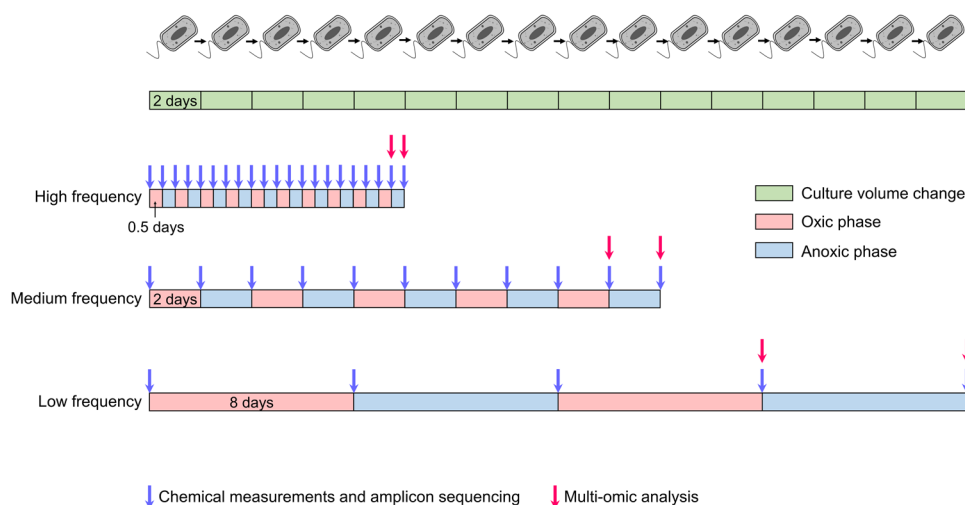 2 days
High frequency
0.5 days
Culture volume change
Oxic phase
Anoxic phase
Medium frequency
2 days
Low frequency
8 days
Chemical measurements and amplicon sequencing
Multi-omic analysis